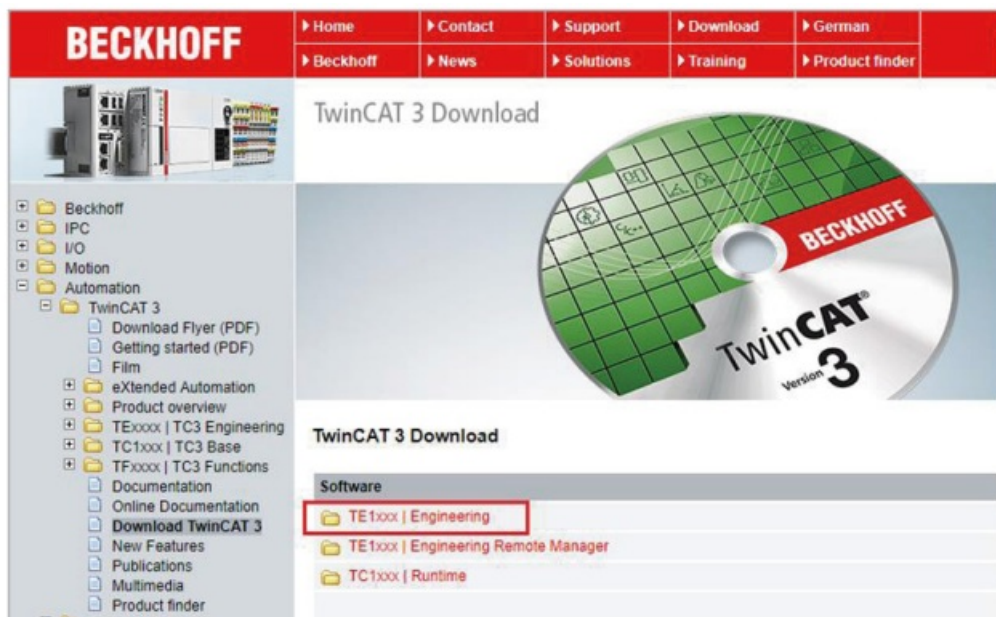 BECKHOFF
Home Contact Support Download German
Beckhoff News Solutions Training Product finder
TwinCAT 3 Download
BECKHOFF
TwinCAT®
Version 3
Beckhoff
IPC
I/O
Motion
Automation
TwinCAT 3
Download Flyer (PDF)
Getting started (PDF)
Film
eXtended Automation
Product overview
TExxxx | TC3 Engineering
TC1xxx | TC3 Base
TFxxxx | TC3 Functions
Documentation
Online Documentation
Download TwinCAT 3
New Features
Publications
Multimedia
Product finder
TwinCAT 3 Download
Software
TE1xxx | Engineering
TE1xxx | Engineering Remote Manager
TC1xxx | Runtime